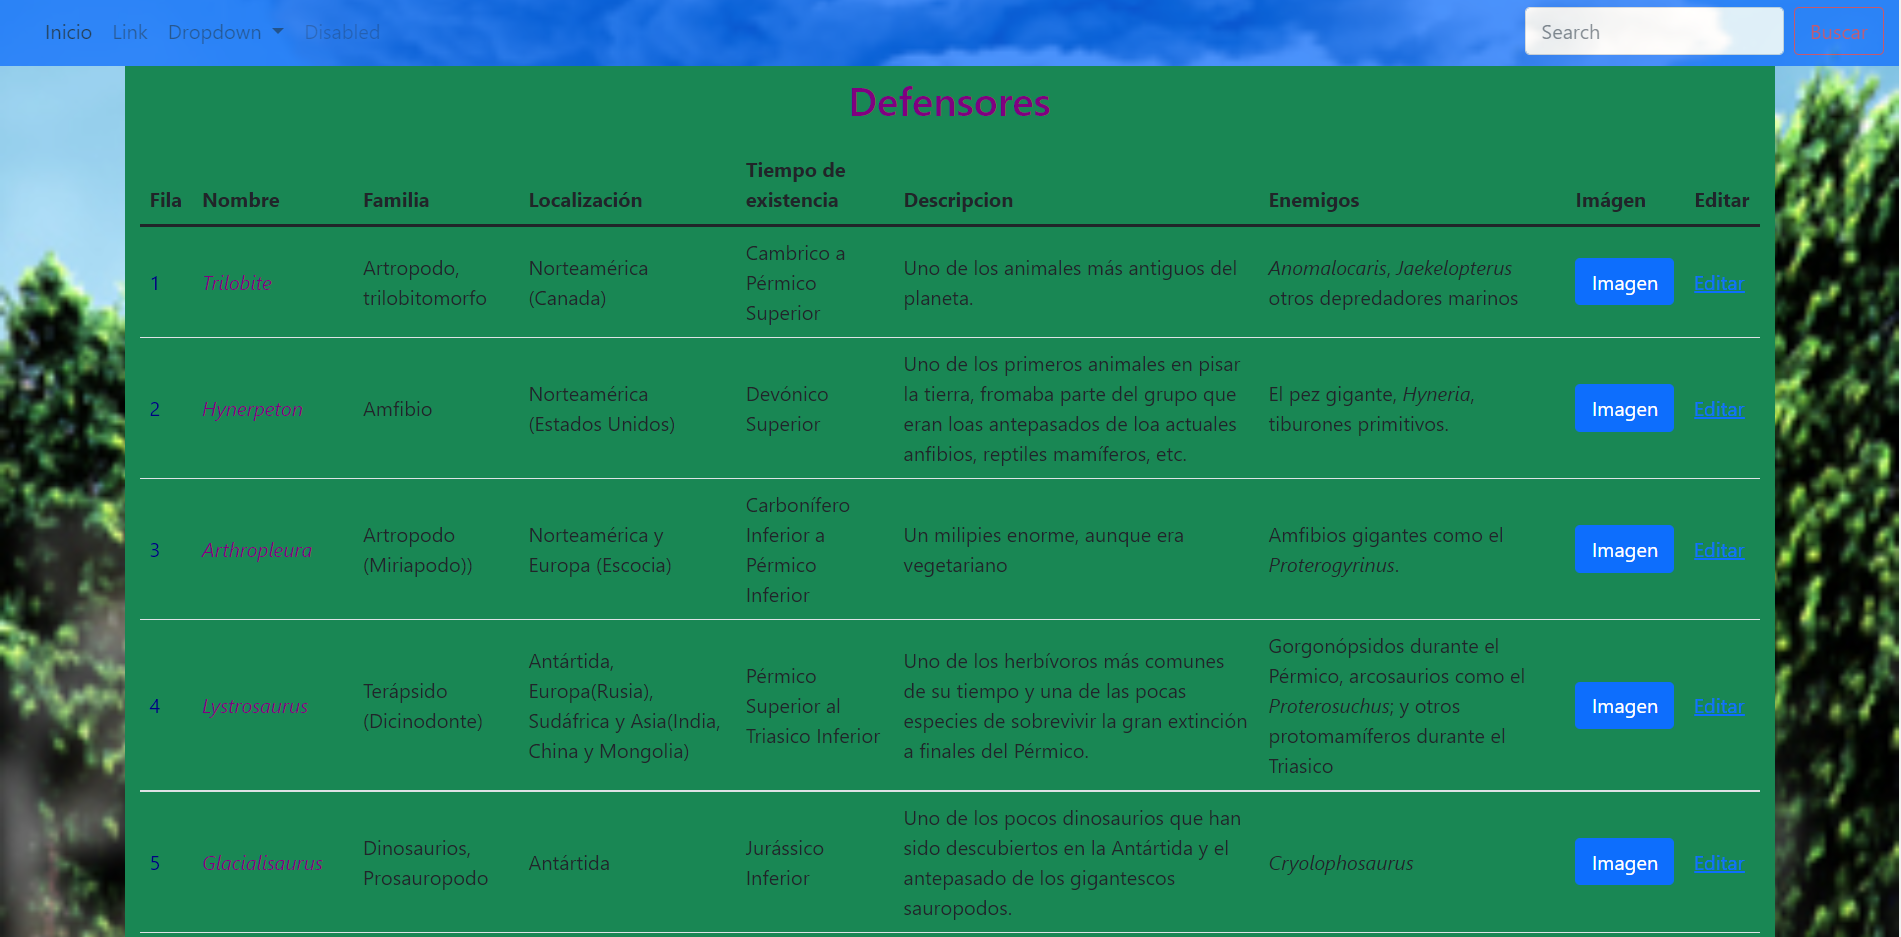 Inicio Link Dropdown Disabled Search Buscar
Defensores
Fila Nombre Familia Localización Tiempo de existencia Descripcion Enemigos Imágen Editar
1
Trilobite
Artropodo,
trilobitomorfo
Norteamérica
(Canada)
Cambrico a
Pérmico
Superior
Uno de los animales más antiguos del
planeta.
Anomalocaris, Jaekelopterus
otros depredadores marinos
Imagen
Editar
2
Hynerpeton
Amfibio
Norteamérica
(Estados Unidos)
Devónico
Superior
Uno de los primeros animales en pisar
la tierra, fromaba parte del grupo que
eran loas antepasados de loa actuales
anfibios, reptiles mamíferos, etc.
El pez gigante, Hyneria,
tiburones primitivos.
Imagen
Editar
3
Arthropleura
Artropodo
(Miriapodo))
Norteamérica y
Europa (Escocia)
Carbonífero
Inferior a
Pérmico
Inferior
Un milipies enorme, aunque era
vegetariano
Amfibios gigantes como el
Proterogyrinus.
Imagen
Editar
4
Lystrosaurus
Terápsido
(Dicinodonte)
Antártida,
Europa(Rusia),
Sudáfrica y Asia(India,
China y Mongolia)
Pérmico
Superior al
Triasico Inferior
Uno de los herbívoros más comunes
de su tiempo y una de las pocas
especies de sobrevivir la gran extinción
a finales del Pérmico.
Gorgonópsidos durante el
Pérmico, arcosaurios como el
Proterosuchus; y otros
protomamíferos durante el
Triasico
Imagen
Editar
5
Glacialisaurus
Dinosaurios,
Prosauropodo
Antártida
Jurássico
Inferior
Uno de los pocos dinosaurios que han
sido descubiertos en la Antártida y el
antepasado de los gigantescos
sauropodos.
Cryolophosaurus
Imagen
Editar